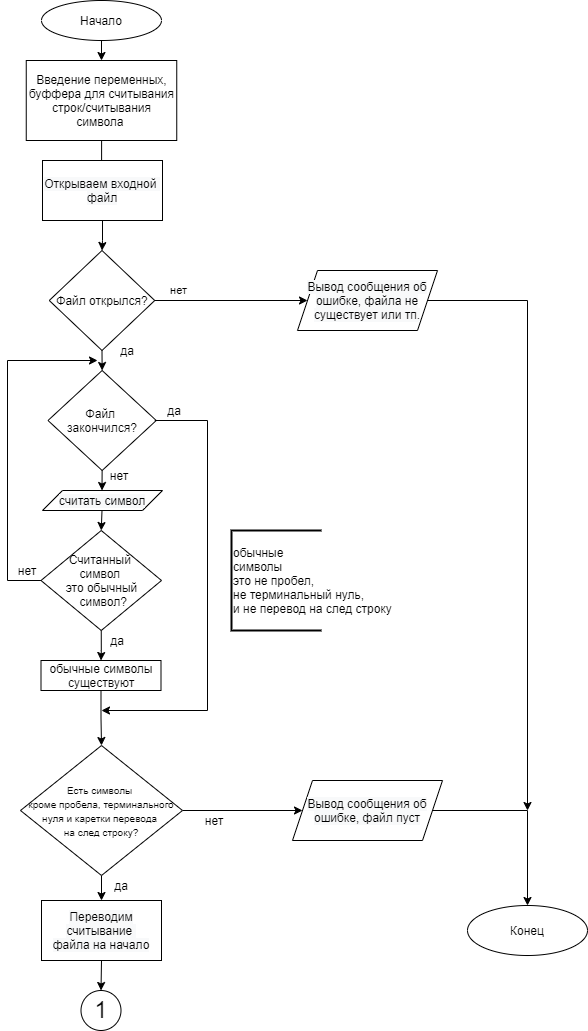 Начало
Введение переменных,
буффера для считывания
строк/считывания
символа
Открываем входной
файл
Файл открылся?
нет
Вывод сообщения об
ошибке, файла не
существует или тп.
да
Файл
закончился?
да
нет
считать символ
Считанный
символ
это обычный
символ?
нет
обычные
символы
это не пробел,
не терминальный нуль,
и не перевод на след строку
да
обычные символы
существуют
Есть символы
кроме пробела, терминального
нуля и каретки перевода
на след строку?
нет
Вывод сообщения об
ошибке, файл пуст
да
Переводим
считывание
файла на начало
Конец
1